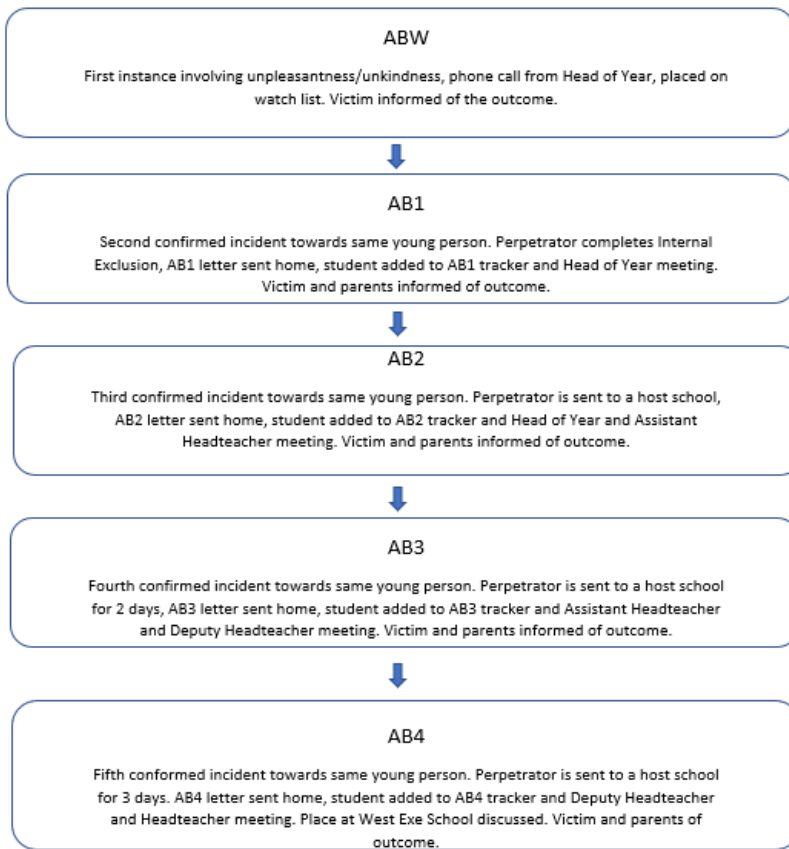 ABW
First instance involving unpleasantness/unkindness, phone call from Head of Year, placed on
watch list. Victim informed of the outcome.
AB1
Second confirmed incident towards same young person. Perpetrator completes Internal
Exclusion, AB1 letter sent home, student added to AB1 tracker and Head of Year meeting.
Victim and parents informed of outcome.
AB2
Third confirmed incident towards same young person. Perpetrator is sent to a host school,
AB2 letter sent home, student added to AB2 tracker and Head of Year and Assistant
Headteacher meeting. Victim and parents informed of outcome.
AB3
Fourth confirmed incident towards same young person. Perpetrator is sent to a host school
for 2 days, AB3 letter sent home, student added to AB3 tracker and Assistant Headteacher
and Deputy Headteacher meeting. Victim and parents informed of outcome.
AB4
Fifth conformed incident towards same young person. Perpetrator is sent to a host school
for 3 days. AB4 letter sent home, student added to AB4 tracker and Deputy Headteacher
and Headteacher meeting. Place at West Exe School discussed. Victim and parents of
outcome.